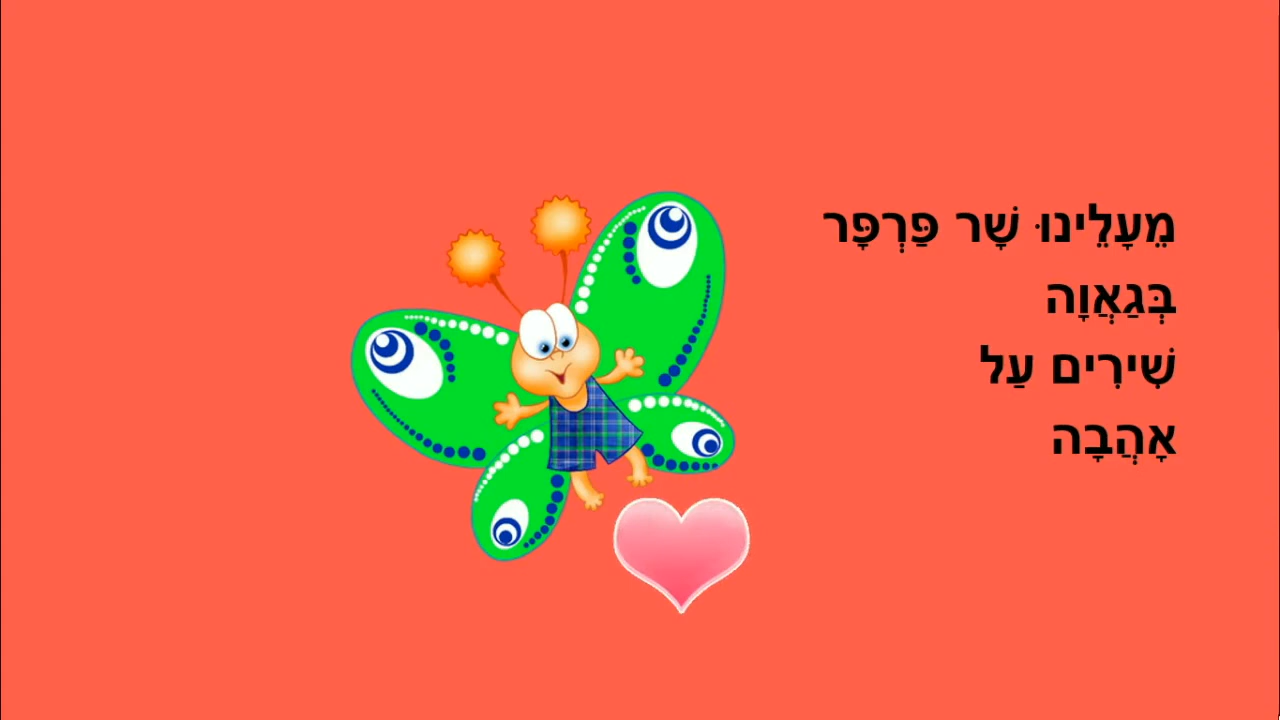 מֵעָלֵינוּ שָׁר פַּרְפָּר
בְּגַאֲוָה
שִׁירִים עַל
אָהֲבָה